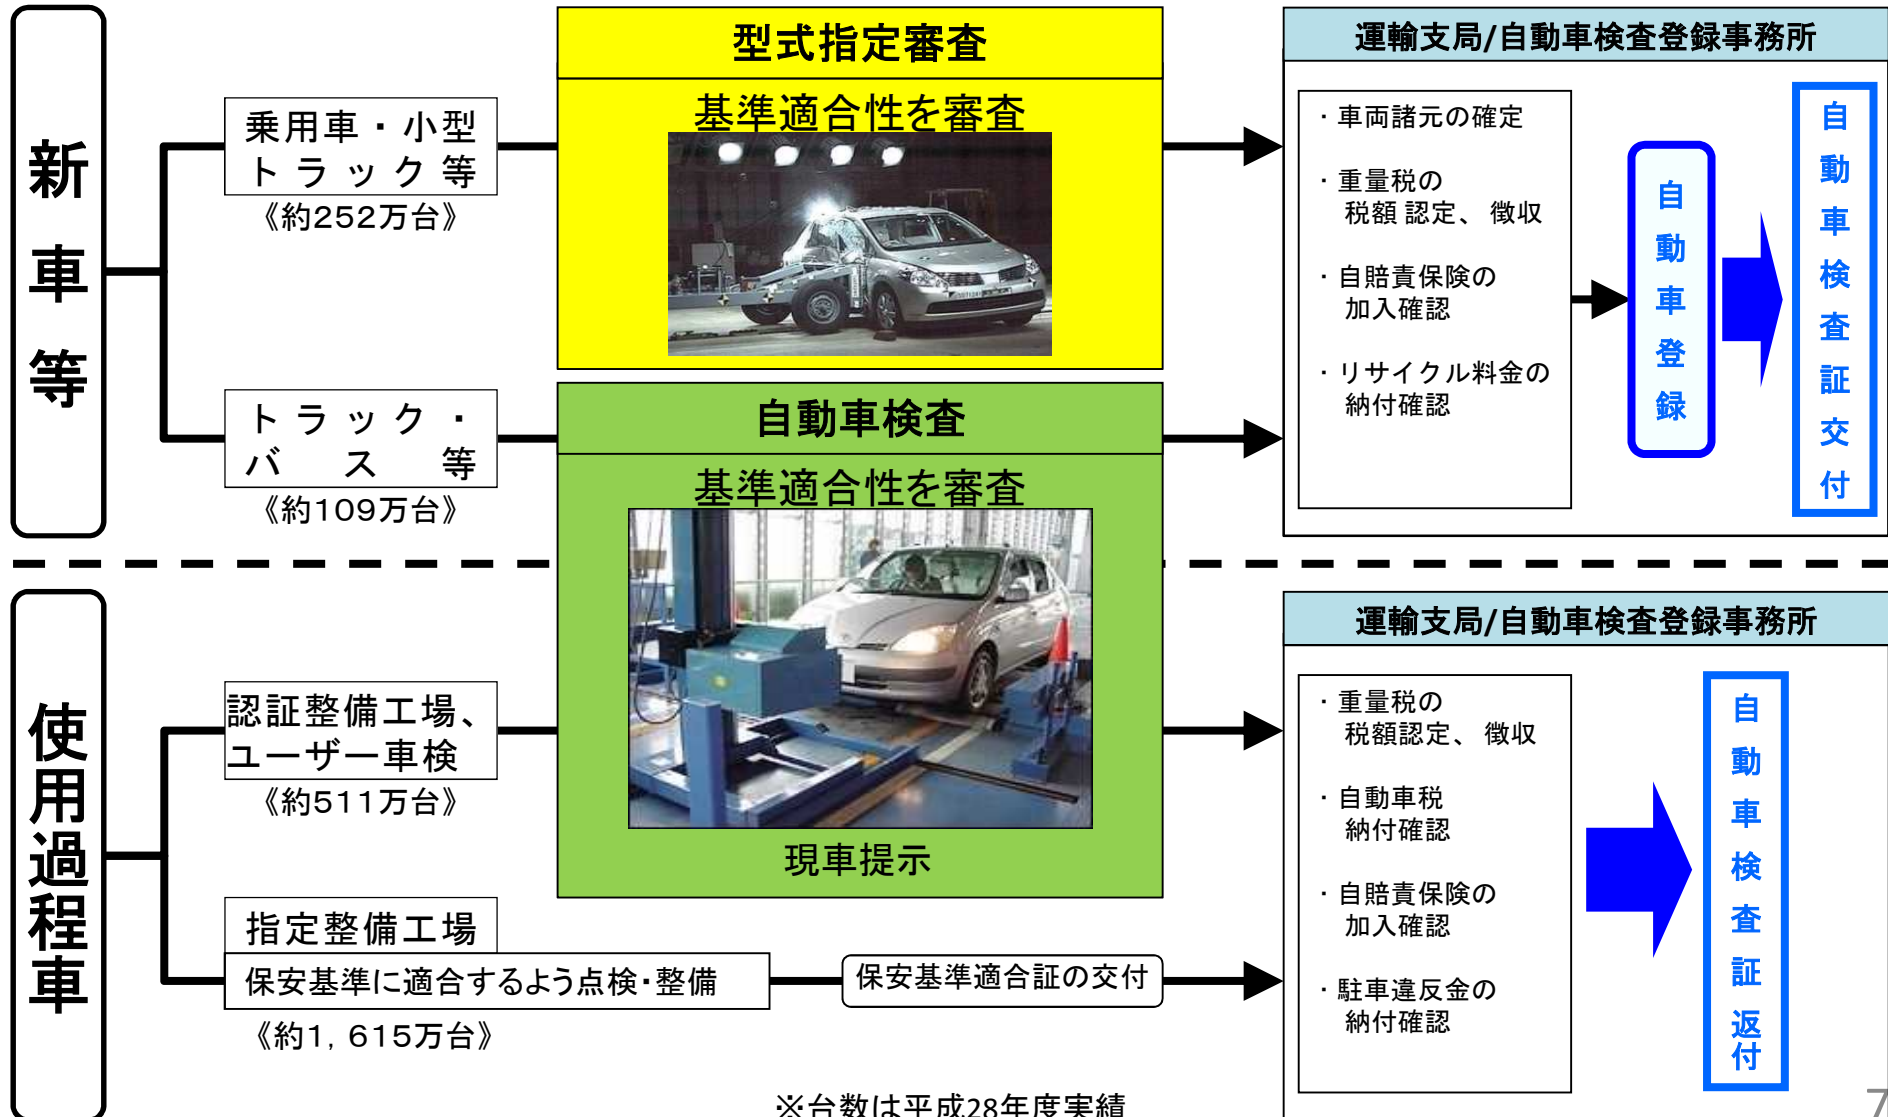 新車等
乗用車・小型
トラック等
《約252万台》
トラック・
バス等
《約109万台》
型式指定審査
基準適合性を審査
自動車検査
基準適合性を審査
現車提示
運輸支局/自動車検査登録事務所
・車両諸元の確定
・重量税の
税額 認定、 徴収
・自賠責保険の
加入確認
・リサイクル料金の
納付確認
自動車登録
自動車検査証交付
使用過程車
認証整備工場、
ユーザー車検
《約511万台》
指定整備工場
保安基準に適合するよう点検・整備
《約1，615万台》
保安基準適合証の交付
運輸支局/自動車検査登録事務所
・重量税の
税額認定、 徴収
・自動車税
納付確認
・自賠責保険の
加入確認
・駐車違反金の
納付確認
自動車検査証返付
※台数は平成28年度実績
7